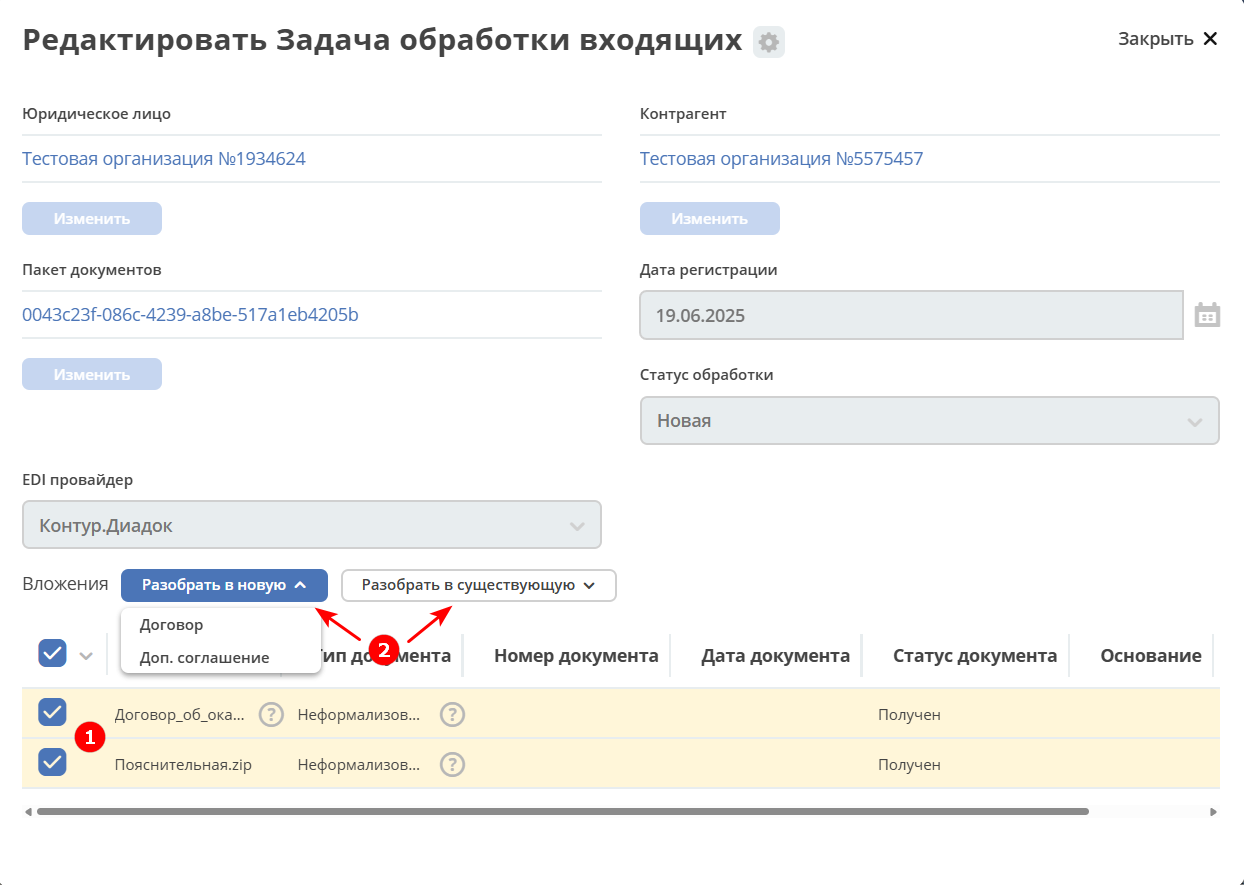 Редактировать Задача обработки входящих
Закрыть
Юридическое лицо
Контрагент
Тестовая организация №1934624
Тестовая организация №5575457
Изменить
Изменить
Пакет документов
Дата регистрации
0043c23f-086c-4239-a8be-517a1eb4205b
19.06.2025
Изменить
Статус обработки
Новая
EDI провайдер
Контур.Диадок
Вложения
Разобрать в новую
Разобрать в существующую
Договор
Доп. соглашение
2
Номер документа
Дата документа
Статус документа
Основание
Договор_об_ока...
?
Неформализов...
?
Получен
1
Пояснительная.zip
Неформализов...
?
Получен